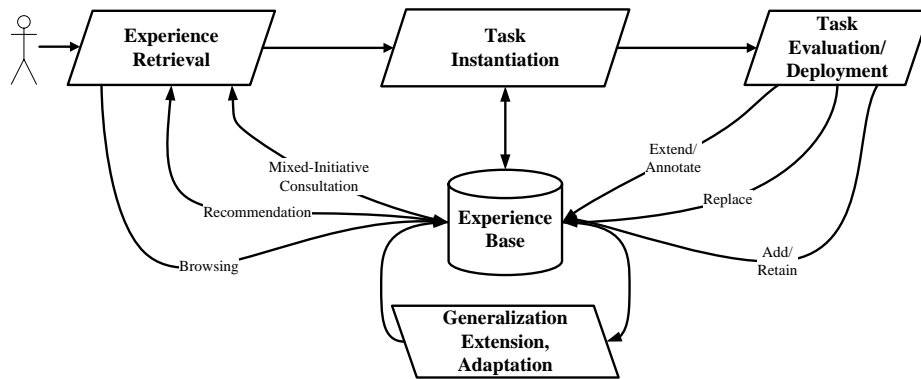 Experience
Retrieval
Task
Instantiation
Task
Evaluation/
Deployment
Mixed-Initiative
Consultation
Recommendation
Browsing
Extend/
Annotate
Replace
Add/
Retain
Experience
Base
Generalization
Extension,
Adaptation